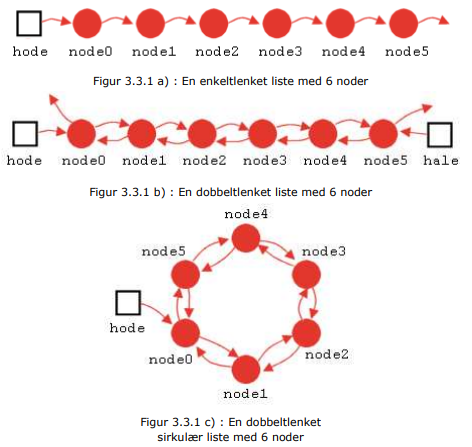 hode node0 node1 node2 node3 node4 node5
Figur 3.3.1 a) : En enkeltlenket liste med 6 noder
hode node0 node1 node2 node3 node4 node5 hale
Figur 3.3.1 b) : En dobbeltlenket liste med 6 noder
node4
node5 node3
hode
node0 node2
node1
Figur 3.3.1 c) : En dobbeltlenket
sirkulær liste med 6 noder